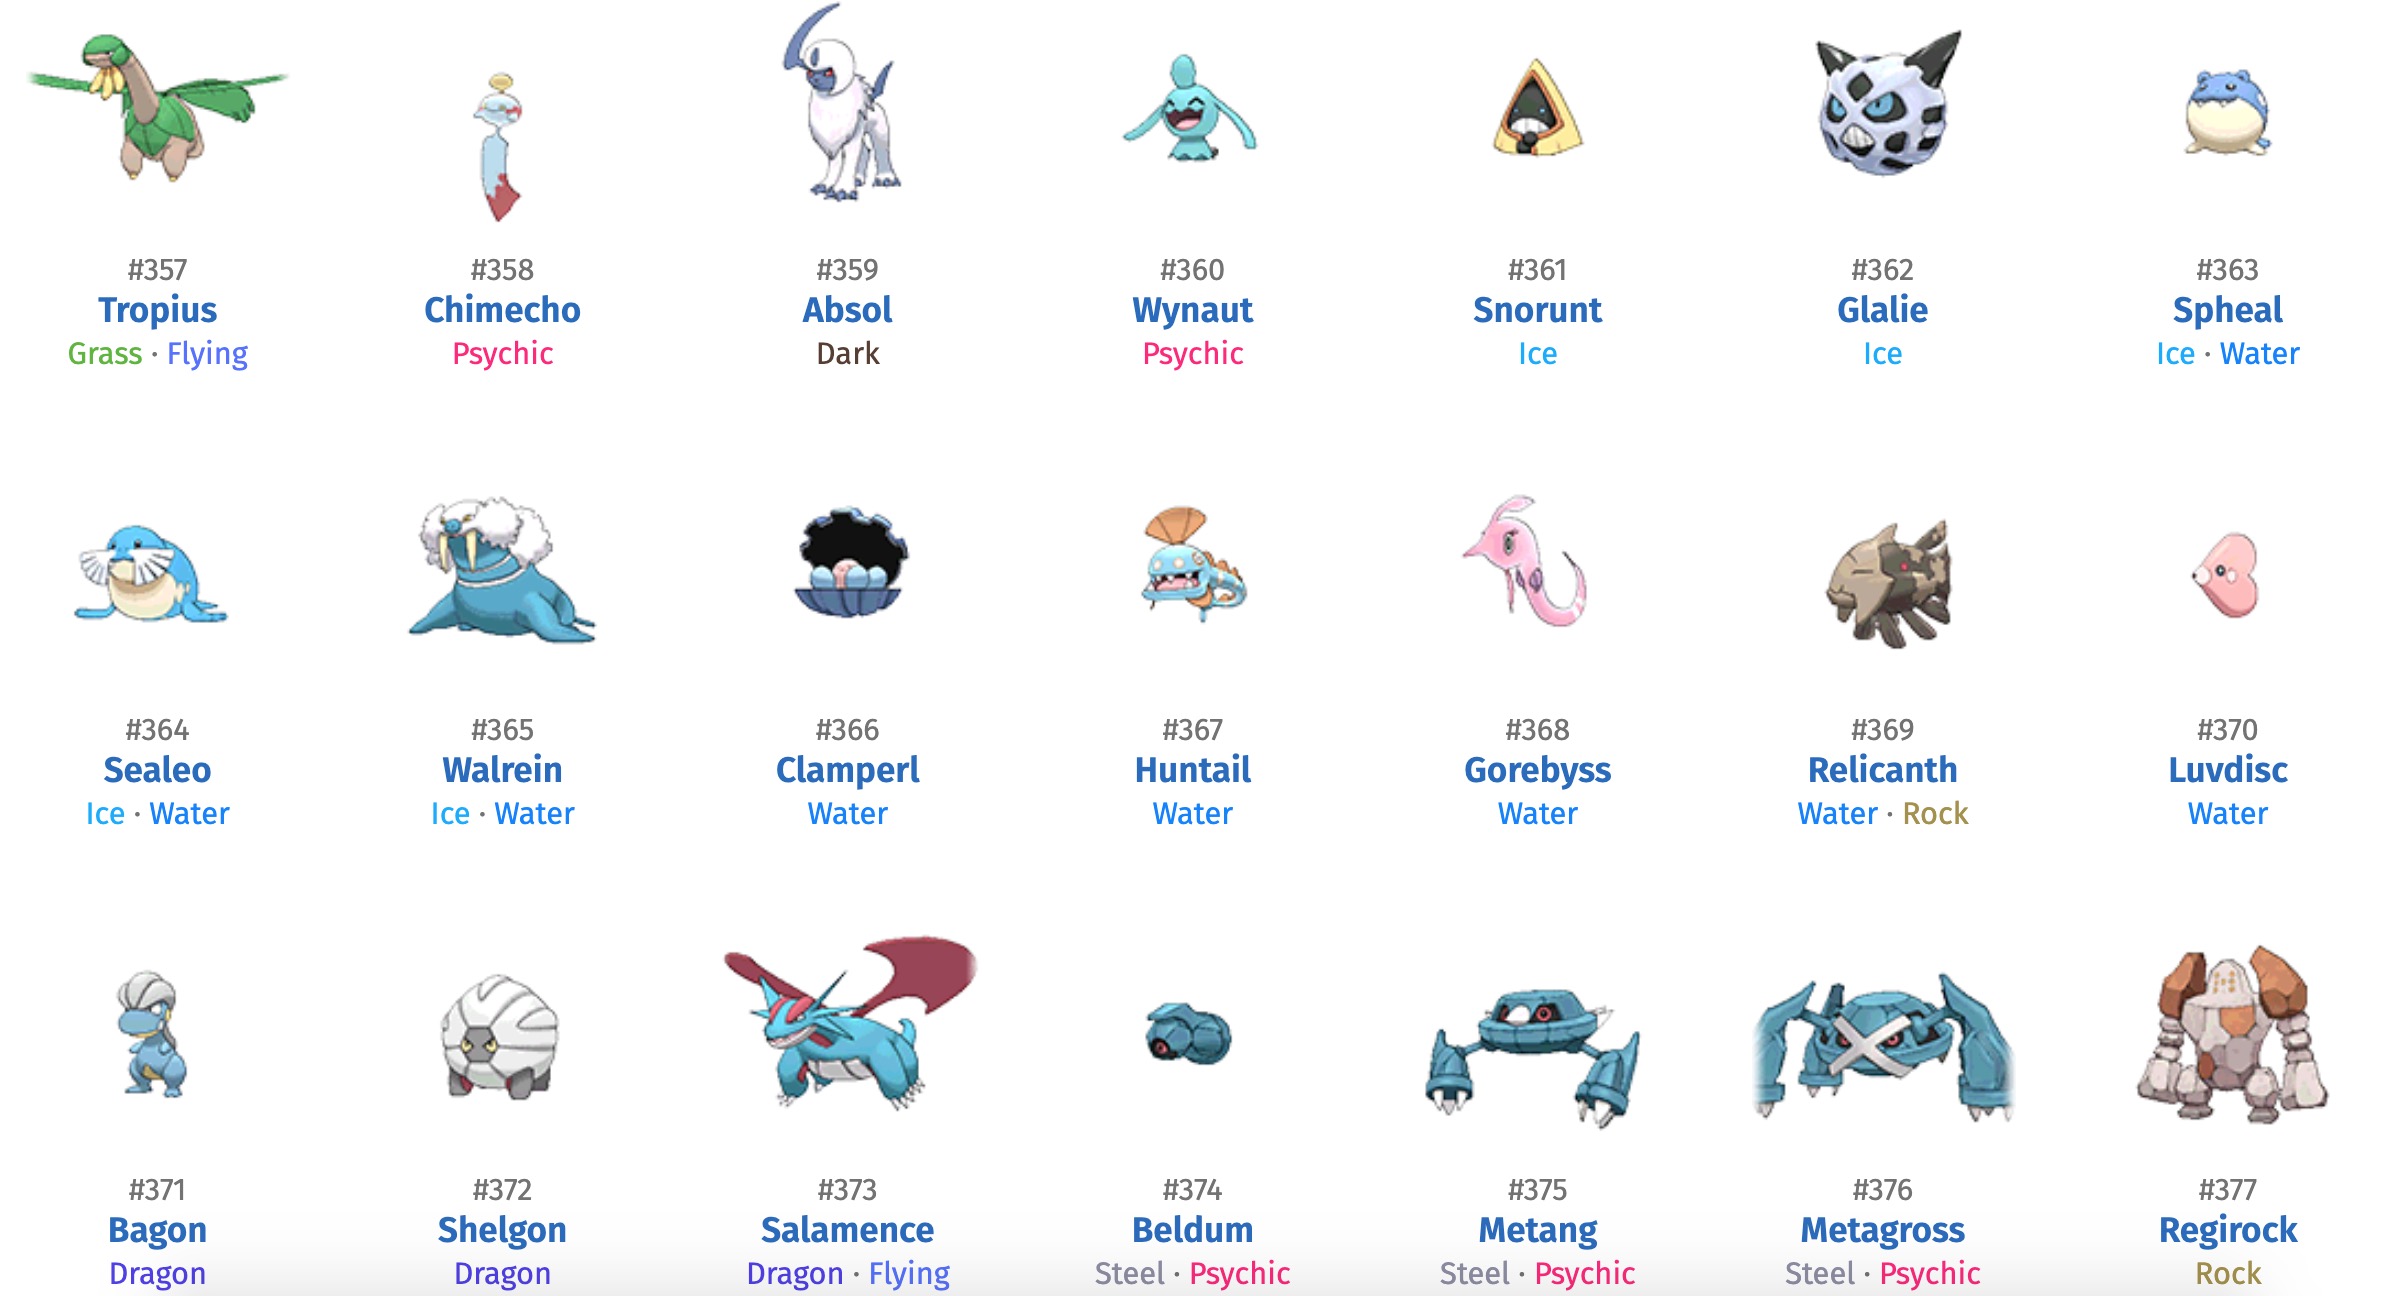 #357 #358 #359 #360 #361 #362 #363
Tropius Chimecho Absol Wynaut Snorunt Glalie Spheal
Grass · Flying Psychic Dark Psychic Ice Ice Ice · Water
#364 #365 #366 #367 #368 #369 #370
Sealeo Walrein Clamperl Huntail Gorebyss Relicanth Luvdisc
Ice · Water Ice · Water Water Water Water Water · Rock Water
#371 #372 #373 #374 #375 #376 #377
Bagon Shelgon Salamence Beldum Metang Metagross Regirock
Dragon Dragon Dragon · Flying Steel · Psychic Steel · Psychic Steel · Psychic Rock